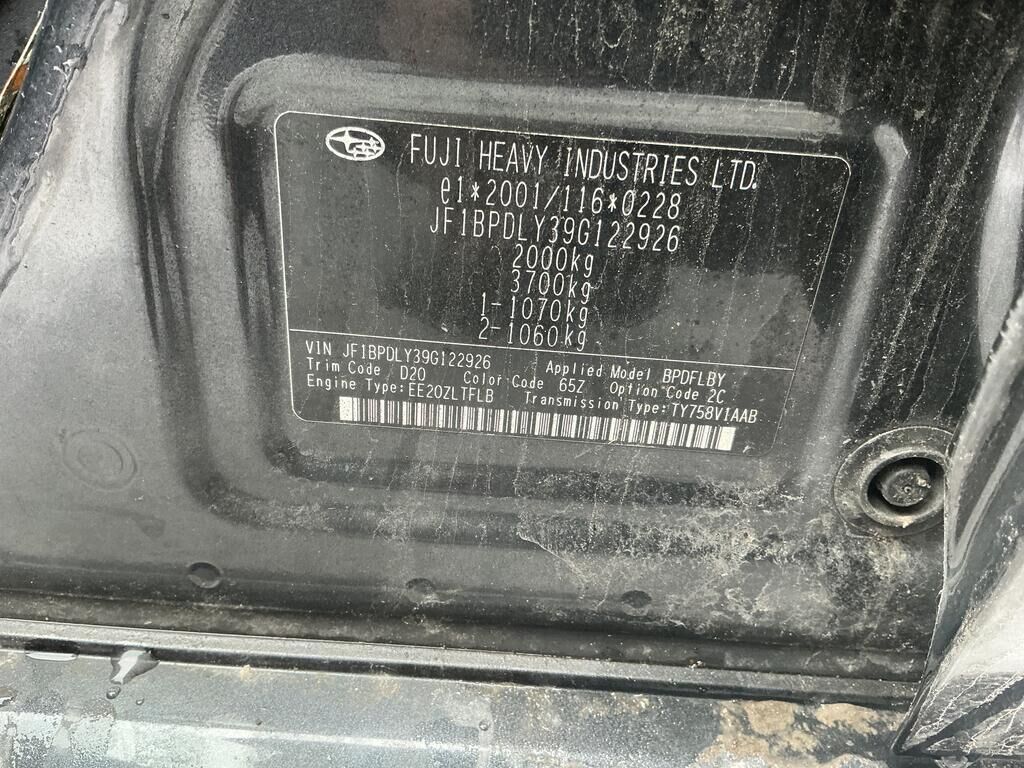 FUJI HEAVY INDUSTRIES LTD.
e1*2001/116*0228
JF1BPDLY39G122926
2000kg
3700kg
1-1070kg
2-1060kg
VIN JF1BPDLY39G122926 Applied Model BPDFLBY
Trim Code D20 Color Code 65Z Option Code 2C
Engine Type:EE20ZLTFLB Transmission Type:TY758V1AAB